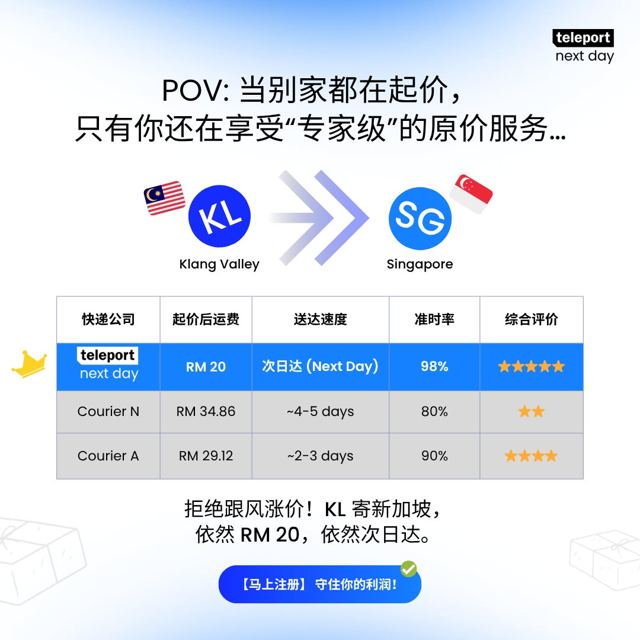 teleport
next day
POV: 当别家都在起价，
只有你还在享受“专家级”的原价服务...
KL
SG
Klang Valley
Singapore
快递公司 起价后运费 送达速度 准时率 综合评价
teleport
next day
RM 20 次日达 (Next Day) 98%
Courier N RM 34.86 ~4-5 days 80%
Courier A RM 29.12 ~2-3 days 90%
拒绝跟风涨价！KL 寄新加坡，
依然 RM 20，依然次日达。
【马上注册】 守住你的利润！